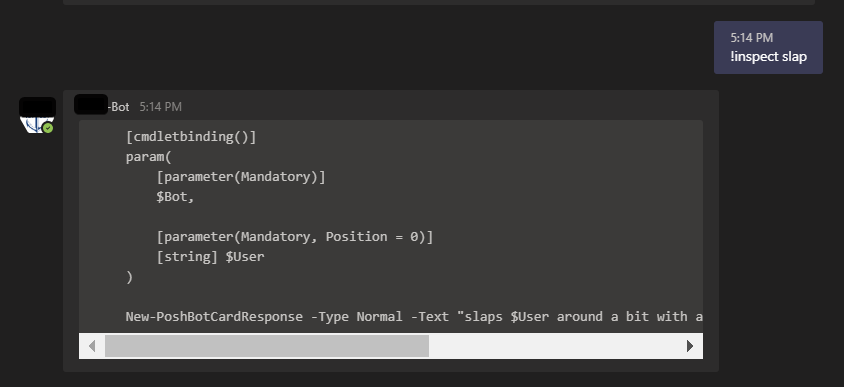 5:14 PM
!inspect slap
-Bot 5:14 PM
[cmdletbinding()]
param(
[parameter(Mandatory)]
$Bot,
[parameter(Mandatory, Position = 0)]
[string] $User
)
New-PoshBotCardResponse -Type Normal -Text "slaps $User around a bit with a